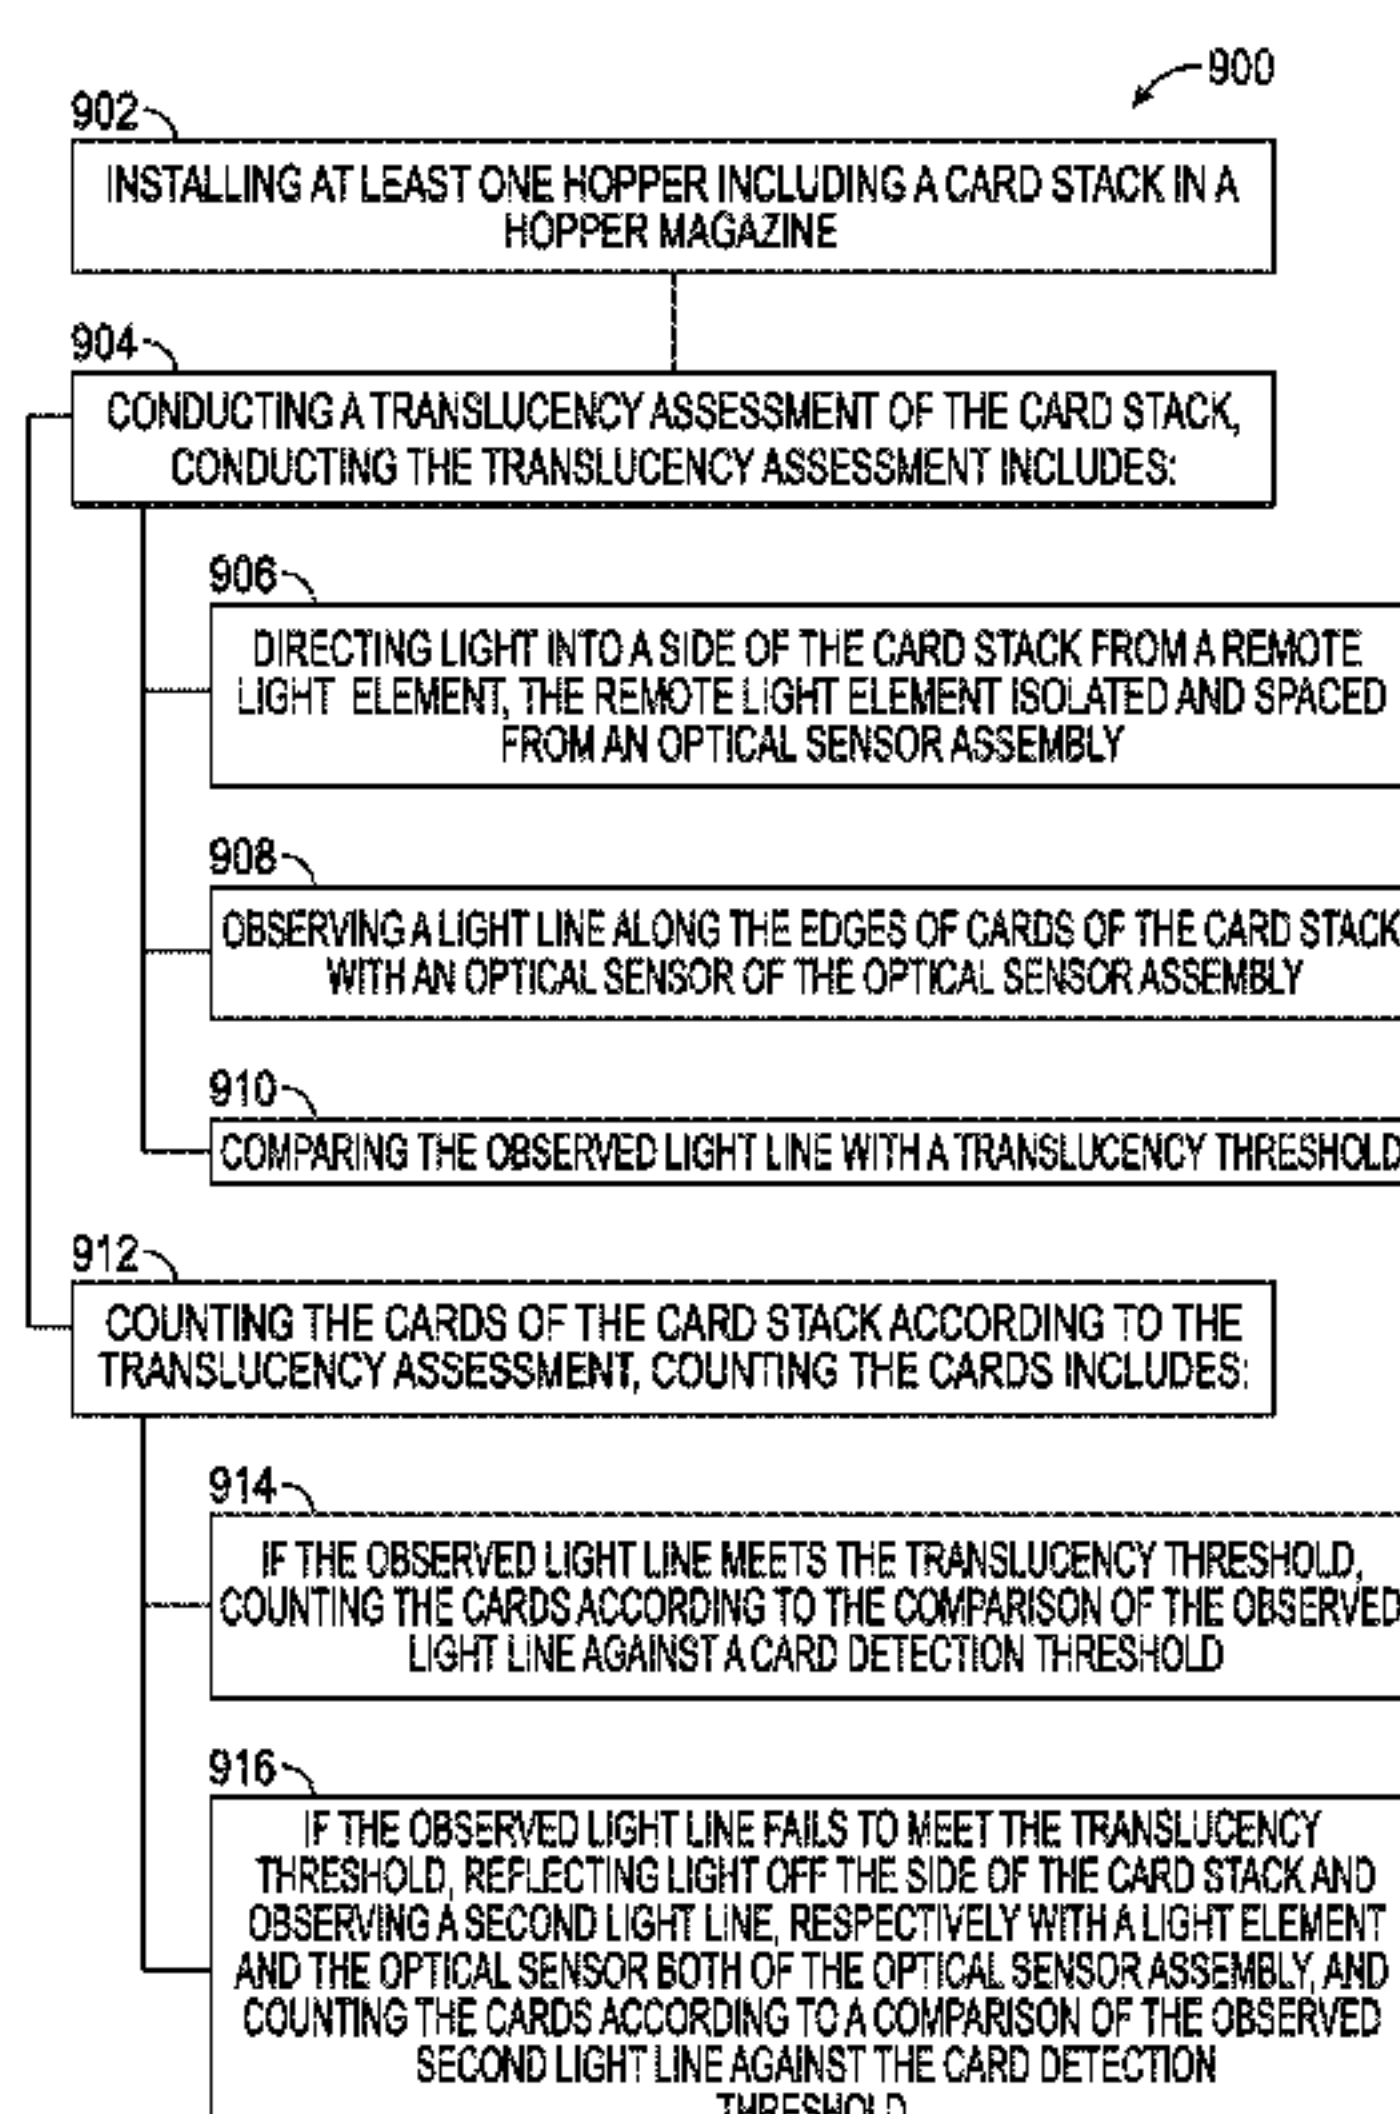 900
902
INSTALLING AT LEAST ONE HOPPER INCLUDING A CARD STACK IN A
HOPPER MAGAZINE
904
CONDUCTING A TRANSLUCENCY ASSESSMENT OF THE CARD STACK,
CONDUCTING THE TRANSLUCENCY ASSESSMENT INCLUDES:
906
DIRECTING LIGHT INTO A SIDE OF THE CARD STACK FROM A REMOTE
LIGHT ELEMENT, THE REMOTE LIGHT ELEMENT ISOLATED AND SPACED
FROM AN OPTICAL SENSOR ASSEMBLY
908
OBSERVING A LIGHT LINE ALONG THE EDGES OF CARDS OF THE CARD STACK
WITH AN OPTICAL SENSOR OF THE OPTICAL SENSOR ASSEMBLY
910
COMPARING THE OBSERVED LIGHT LINE WITH A TRANSLUCENCY THRESHOLD
912
COUNTING THE CARDS OF THE CARD STACK ACCORDING TO THE
TRANSLUCENCY ASSESSMENT, COUNTING THE CARDS INCLUDES:
914
IF THE OBSERVED LIGHT LINE MEETS THE TRANSLUCENCY THRESHOLD,
COUNTING THE CARDS ACCORDING TO THE COMPARISON OF THE OBSERVED
LIGHT LINE AGAINST A CARD DETECTION THRESHOLD
916
IF THE OBSERVED LIGHT LINE FAILS TO MEET THE TRANSLUCENCY
THRESHOLD, REFLECTING LIGHT OFF THE SIDE OF THE CARD STACK AND
OBSERVING A SECOND LIGHT LINE, RESPECTIVELY WITH A LIGHT ELEMENT
AND THE OPTICAL SENSOR BOTH OF THE OPTICAL SENSOR ASSEMBLY, AND
COUNTING THE CARDS ACCORDING TO A COMPARISON OF THE OBSERVED
SECOND LIGHT LINE AGAINST THE CARD DETECTION
THRESHOLD